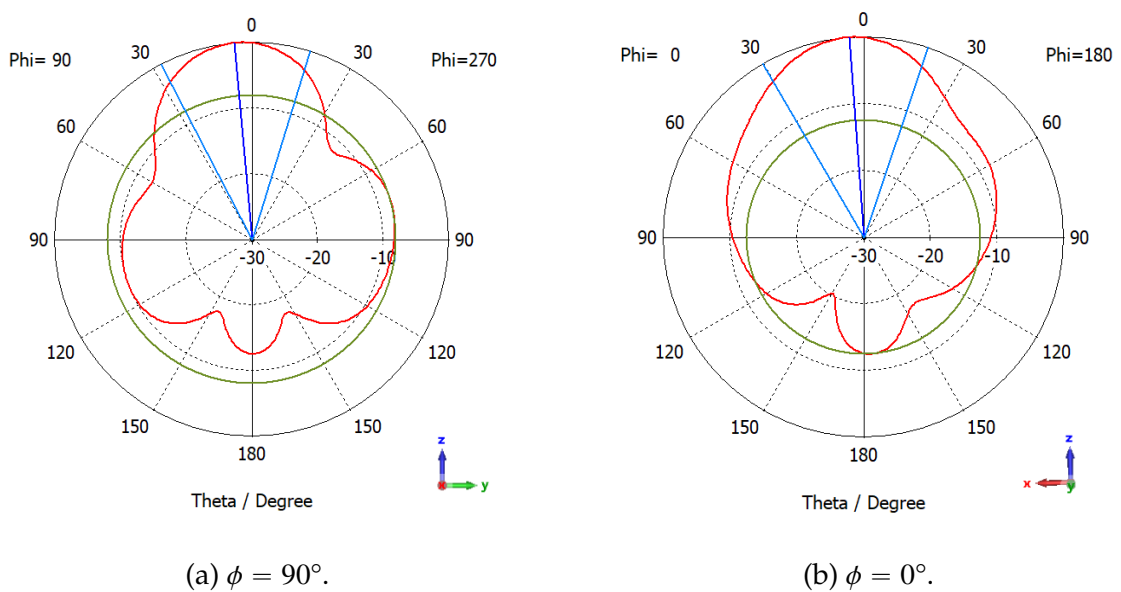 0
30
30
Phi= 90
Phi=270
60
60
90
90
-30
-20
-10
120
120
150
150
180
z
x
y
Theta / Degree
(a) ϕ = 90°.
0
30
30
Phi= 0
Phi=180
60
60
90
90
-30
-20
-10
120
120
150
150
180
z
x
y
Theta / Degree
(b) ϕ = 0°.